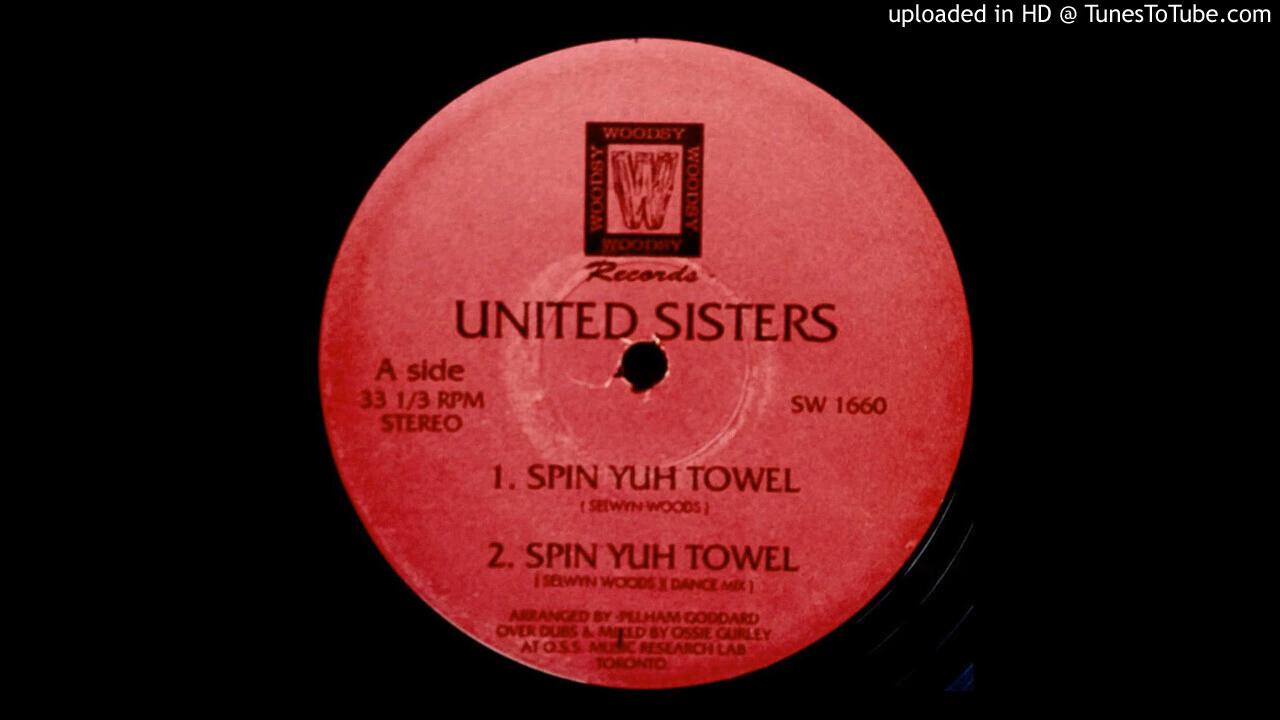 uploaded in HD @ TunesToTube.com
WOODSY
WOODSY
W
WOODSY
WOODSY
Records
UNITED SISTERS
A side
33 1/3 RPM
STEREO
SW 1660
1. SPIN YUH TOWEL
( SELWYN WOODS )
2. SPIN YUH TOWEL
( SELWYN WOODS )( DANCE MIX )
ARRANGED BY PELHAM GODDARD
OVER DUBS & MIXED BY OSSIE GURLEY
AT O.S.S. MUSIC RESEARCH LAB
TORONTO